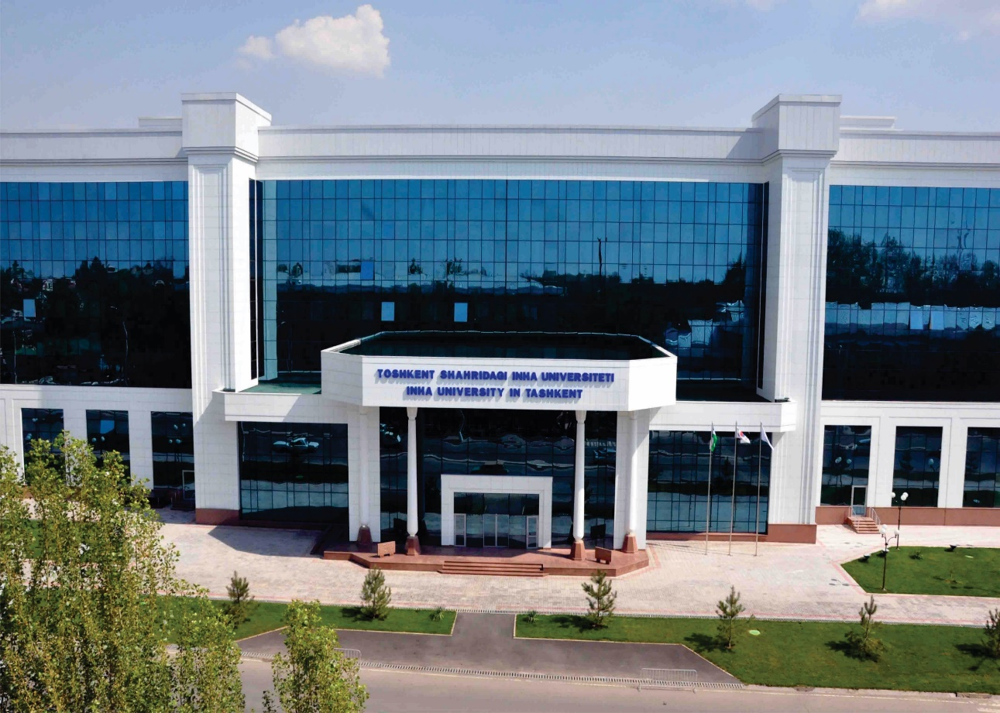 TOSHKENT SHAHRIDAGI INHA UNIVERSITETI
INHA UNIVERSITY IN TASHKENT